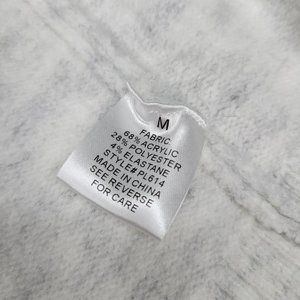 M
FABRIC
68% ACRYLIC
28% POLYESTER
4% ELASTANE
STYLE# PL614
MADE IN CHINA
SEE REVERSE
FOR CARE